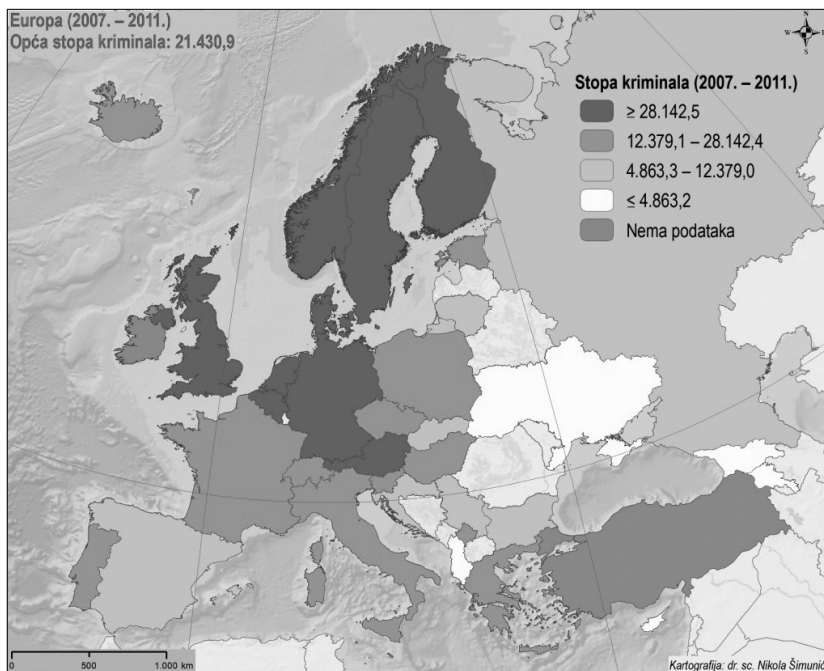 Europa (2007. – 2011.)
Opća stopa kriminala: 21.430,9
N
W E
S
Stopa kriminala (2007. – 2011.)
≥ 28.142,5
12.379,1 – 28.142,4
4.863,3 – 12.379,0
≤ 4.863,2
Nema podataka
0 500 1.000 km
Kartografija: dr. sc. Nikola Šimunić